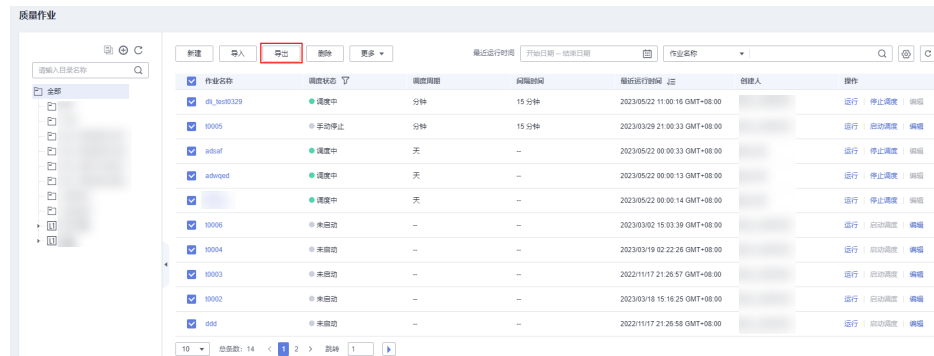 质量作业
请输入目录名称
全部
新建 导入 导出 删除 更多 最近运行时间 开始日期 – 结束日期 作业名称
作业名称 调度状态 调度周期 间隔时间 最近运行时间 创建人 操作
dli_test0329 调度中 分钟 15 分钟 2023/05/22 11:00:16 GMT+08:00 运行 停止调度 编辑
t0005 手动停止 分钟 15 分钟 2023/03/29 21:00:33 GMT+08:00 运行 启动调度 编辑
adsaf 调度中 天 -- 2023/05/22 00:00:33 GMT+08:00 运行 停止调度 编辑
adwqed 调度中 天 -- 2023/05/22 00:00:13 GMT+08:00 运行 停止调度 编辑
调度中 天 -- 2023/05/22 00:00:14 GMT+08:00 运行 停止调度 编辑
t0006 未启动 -- -- 2023/03/02 15:03:39 GMT+08:00 运行 启动调度 编辑
t0004 未启动 -- -- 2023/03/19 02:22:26 GMT+08:00 运行 启动调度 编辑
t0003 未启动 -- -- 2022/11/17 21:26:57 GMT+08:00 运行 启动调度 编辑
t0002 未启动 -- -- 2023/03/18 15:16:25 GMT+08:00 运行 启动调度 编辑
ddd 未启动 -- -- 2022/11/17 21:26:58 GMT+08:00 运行 启动调度 编辑
10 总条数: 14 < 1 2 > 跳转 1